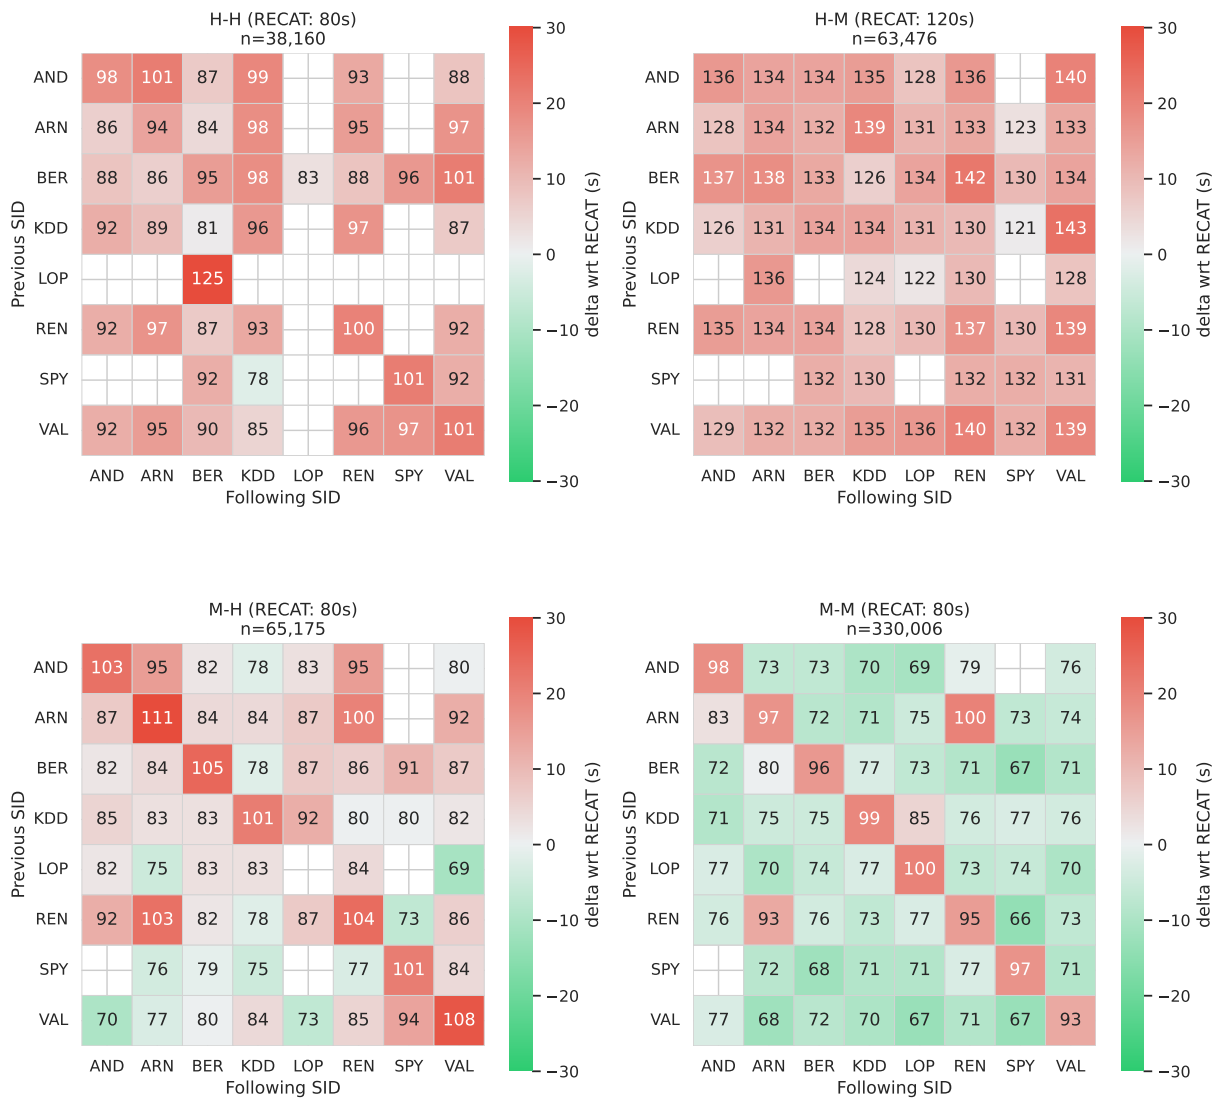 H-H (RECAT: 80s)
n=38,160
AND 98 101 87 99 93 88
ARN 86 94 84 98 95 97
BER 88 86 95 98 83 88 96 101
KDD 92 89 81 96 97 87
LOP 125
REN 92 97 87 93 100 92
SPY 92 78 101 92
VAL 92 95 90 85 96 97 101
AND ARN BER KDD LOP REN SPY VAL
Following SID
Previous SID
30
20
10
0
−10
−20
−30
delta wrt RECAT (s)
H-M (RECAT: 120s)
n=63,476
AND 136 134 134 135 128 136 140
ARN 128 134 132 139 131 133 123 133
BER 137 138 133 126 134 142 130 134
KDD 126 131 134 134 131 130 121 143
LOP 136 124 122 130 128
REN 135 134 134 128 130 137 130 139
SPY 132 130 132 132 131
VAL 129 132 132 135 136 140 132 139
AND ARN BER KDD LOP REN SPY VAL
Following SID
Previous SID
30
20
10
0
−10
−20
−30
delta wrt RECAT (s)
M-H (RECAT: 80s)
n=65,175
AND 103 95 82 78 83 95 80
ARN 87 111 84 84 87 100 92
BER 82 84 105 78 87 86 91 87
KDD 85 83 83 101 92 80 80 82
LOP 82 75 83 83 84 69
REN 92 103 82 78 87 104 73 86
SPY 76 79 75 77 101 84
VAL 70 77 80 84 73 85 94 108
AND ARN BER KDD LOP REN SPY VAL
Following SID
Previous SID
30
20
10
0
−10
−20
−30
delta wrt RECAT (s)
M-M (RECAT: 80s)
n=330,006
AND 98 73 73 70 69 79 76
ARN 83 97 72 71 75 100 73 74
BER 72 80 96 77 73 71 67 71
KDD 71 75 75 99 85 76 77 76
LOP 77 70 74 77 100 73 74 70
REN 76 93 76 73 77 95 66 73
SPY 72 68 71 71 77 97 71
VAL 77 68 72 70 67 71 67 93
AND ARN BER KDD LOP REN SPY VAL
Following SID
Previous SID
30
20
10
0
−10
−20
−30
delta wrt RECAT (s)